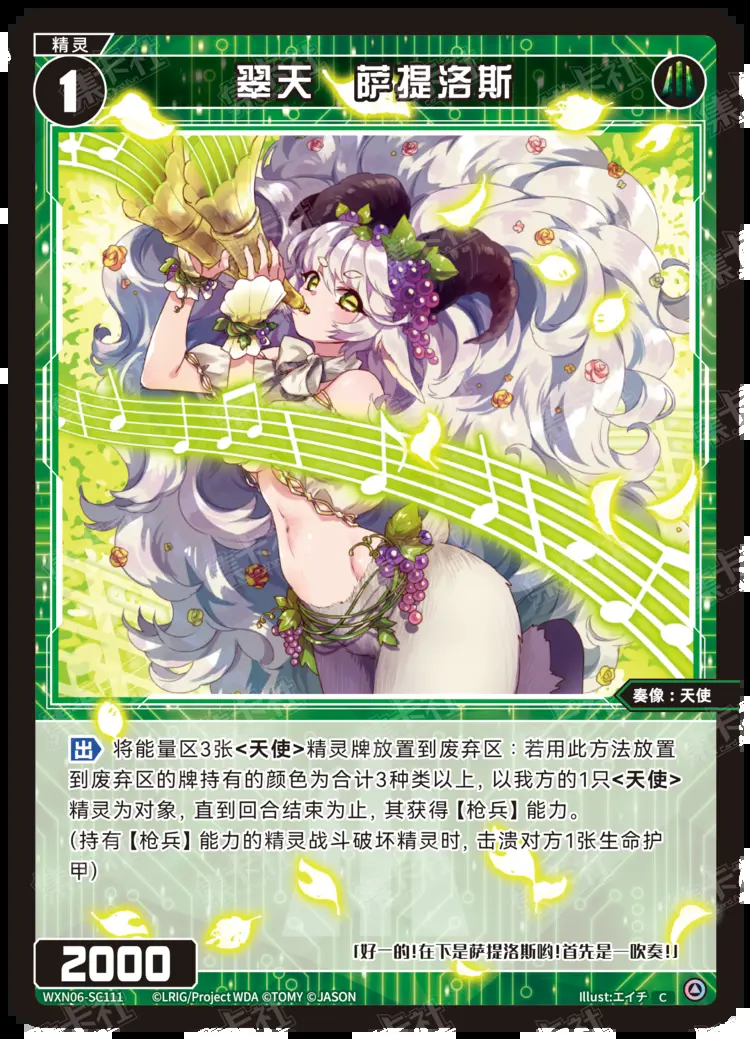 精灵
1
翠天 萨提洛斯
奏像：天使
出 将能量区3张<天使>精灵牌放置到废弃区：若用此方法放置
到废弃区的牌持有的颜色为合计3种类以上, 以我方的1只<天使>
精灵为对象, 直到回合结束为止, 其获得【枪兵】能力。
(持有【枪兵】能力的精灵战斗破坏精灵时, 击溃对方1张生命护
甲)
「好—的!在下是萨提洛斯哟!首先是—吹奏!」
2000
WXN06-SC111 ©LRIG/Project WDA ©TOMY ©JASON
Illust:エイチ C